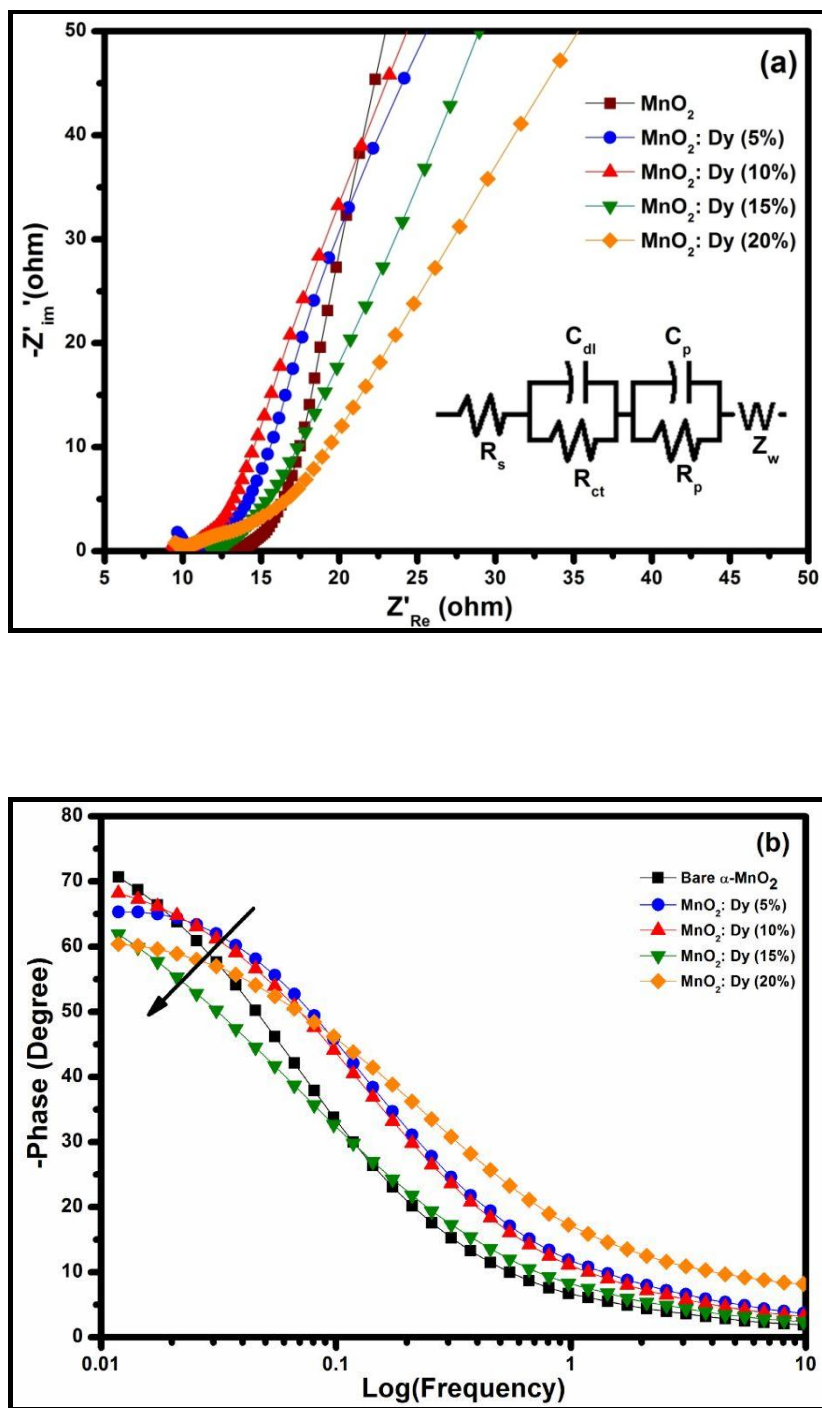 (a)
MnO2
MnO2: Dy (5%)
MnO2: Dy (10%)
MnO2: Dy (15%)
MnO2: Dy (20%)
50
40
30
20
10
0
-Z'im'(ohm)
Cdl
Cp
Rs
Rct
Rp
Zw
5 10 15 20 25 30 35 40 45 50
Z'Re (ohm)
(b)
Bare α-MnO2
MnO2: Dy (5%)
MnO2: Dy (10%)
MnO2: Dy (15%)
MnO2: Dy (20%)
80
70
60
50
40
30
20
10
0
-Phase (Degree)
0.01 0.1 1 10
Log(Frequency)